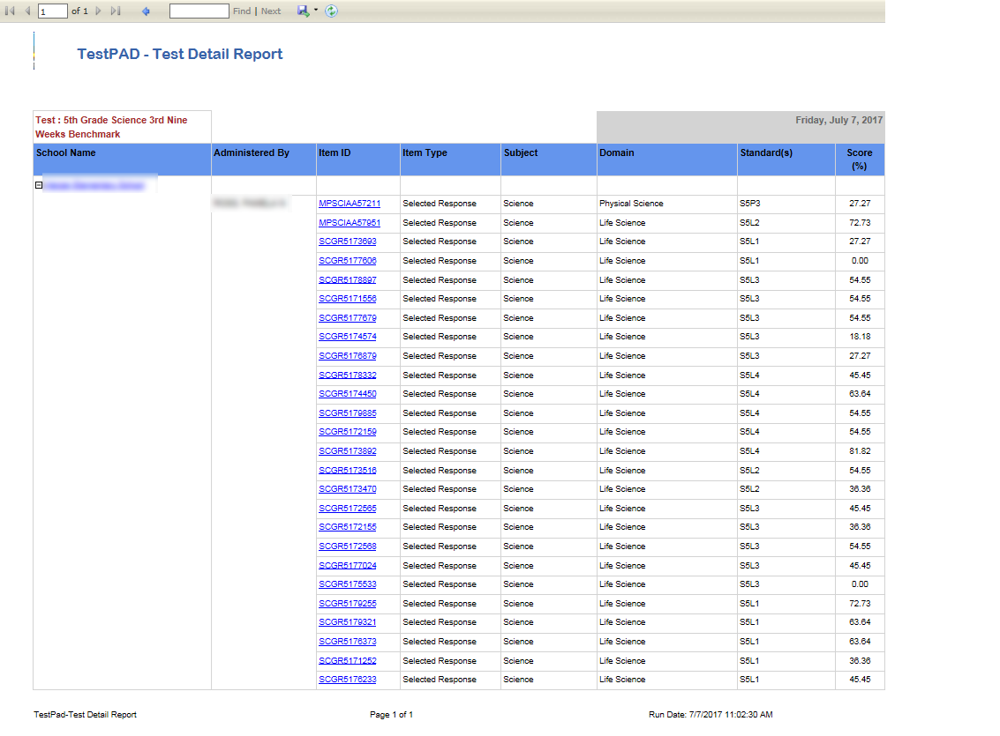 1 of 1 Find | Next
TestPAD - Test Detail Report
Test : 5th Grade Science 3rd Nine Weeks Benchmark Friday, July 7, 2017
School Name Administered By Item ID Item Type Subject Domain Standard(s) Score (%)
MPSCIAA57211 Selected Response Science Physical Science S5P3 27.27
MPSCIAA57951 Selected Response Science Life Science S5L2 72.73
SCGR5173693 Selected Response Science Life Science S5L1 27.27
SCGR5177606 Selected Response Science Life Science S5L1 0.00
SCGR5178897 Selected Response Science Life Science S5L3 54.55
SCGR5171556 Selected Response Science Life Science S5L3 54.55
SCGR5177679 Selected Response Science Life Science S5L3 54.55
SCGR5174574 Selected Response Science Life Science S5L3 18.18
SCGR5176879 Selected Response Science Life Science S5L3 27.27
SCGR5178332 Selected Response Science Life Science S5L4 45.45
SCGR5174450 Selected Response Science Life Science S5L4 63.64
SCGR5179885 Selected Response Science Life Science S5L4 54.55
SCGR5172159 Selected Response Science Life Science S5L4 54.55
SCGR5173892 Selected Response Science Life Science S5L4 81.82
SCGR5173516 Selected Response Science Life Science S5L2 54.55
SCGR5173470 Selected Response Science Life Science S5L2 36.36
SCGR5172565 Selected Response Science Life Science S5L3 45.45
SCGR5172155 Selected Response Science Life Science S5L3 36.36
SCGR5172568 Selected Response Science Life Science S5L3 54.55
SCGR5177024 Selected Response Science Life Science S5L3 45.45
SCGR5175533 Selected Response Science Life Science S5L3 0.00
SCGR5179255 Selected Response Science Life Science S5L1 72.73
SCGR5179321 Selected Response Science Life Science S5L1 63.64
SCGR5176373 Selected Response Science Life Science S5L1 63.64
SCGR5171252 Selected Response Science Life Science S5L1 36.36
SCGR5176233 Selected Response Science Life Science S5L1 45.45
TestPad-Test Detail Report Page 1 of 1 Run Date: 7/7/2017 11:02:30 AM